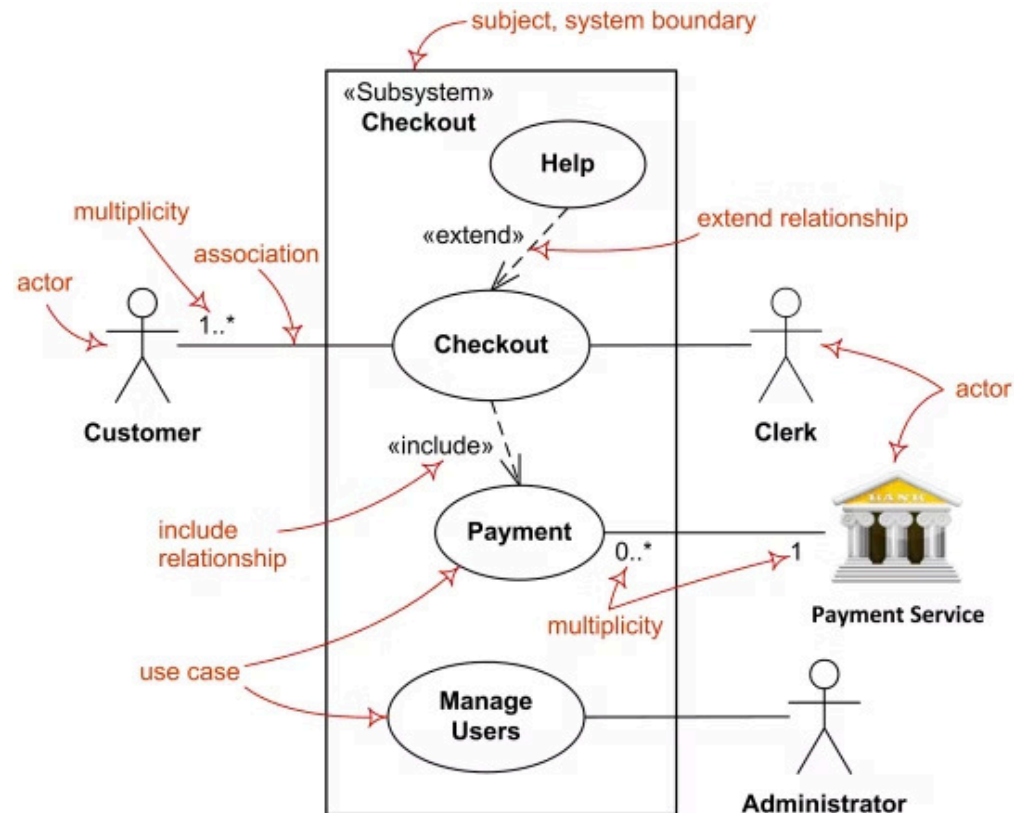 subject, system boundary
«Subsystem»
Checkout
Help
multiplicity
«extend»
extend relationship
association
actor
1..*
Checkout
actor
Customer
Clerk
«include»
BANK
include
relationship
Payment
0..*
1
multiplicity
Payment Service
use case
Manage
Users
Administrator